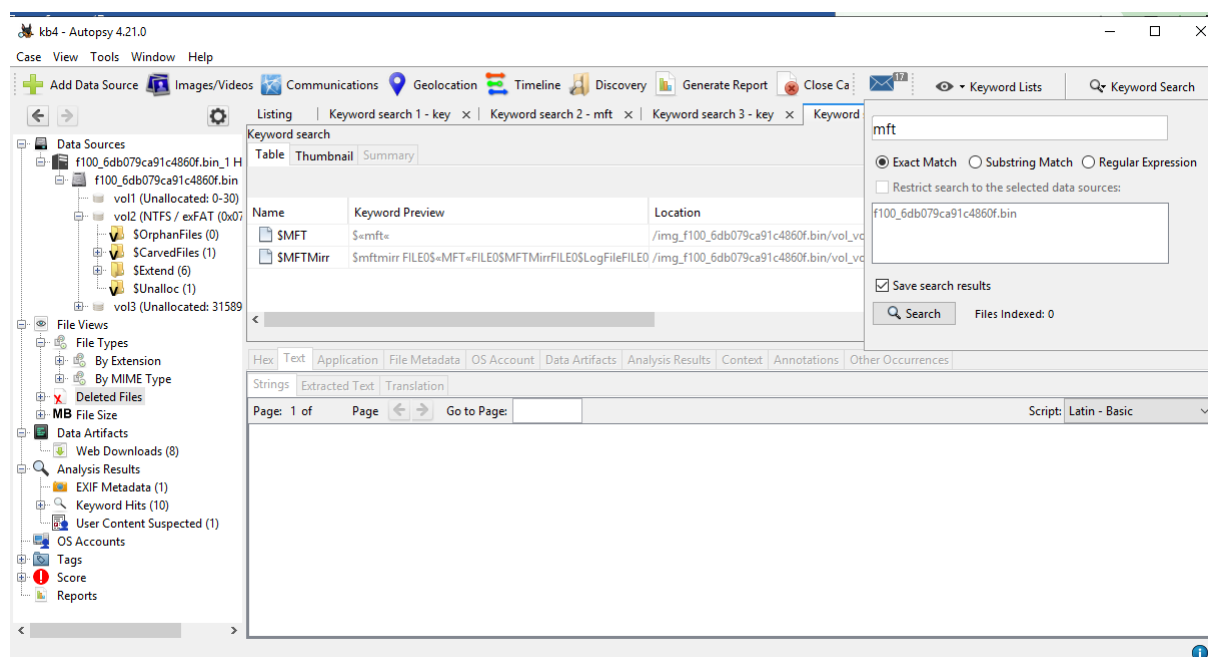 kb4 - Autopsy 4.21.0
Case View Tools Window Help
Add Data Source Images/Videos Communications Geolocation Timeline Discovery Generate Report Close Ca 17 Keyword Lists Keyword Search
Listing Keyword search 1 - key x Keyword search 2 - mft x Keyword search 3 - key x Keyword
Keyword search
Table Thumbnail Summary
Name Keyword Preview Location
$MFT $«mft« /img_f100_6db079ca91c4860f.bin/vol_vo
$MFTMirr $mftmirr FILE0$«MFT«FILE0$MFTMirrFILE0$LogFileFILE0 /img_f100_6db079ca91c4860f.bin/vol_vo
mft
Exact Match Substring Match Regular Expression
Restrict search to the selected data sources:
f100_6db079ca91c4860f.bin
Save search results
Search Files Indexed: 0
Data Sources
f100_6db079ca91c4860f.bin_1 H
f100_6db079ca91c4860f.bin
vol1 (Unallocated: 0-30)
vol2 (NTFS / exFAT (0x07
$OrphanFiles (0)
$CarvedFiles (1)
$Extend (6)
$Unalloc (1)
vol3 (Unallocated: 31589
File Views
File Types
By Extension
By MIME Type
Deleted Files
MB File Size
Data Artifacts
Web Downloads (8)
Analysis Results
EXIF Metadata (1)
Keyword Hits (10)
User Content Suspected (1)
OS Accounts
Tags
Score
Reports
Hex Text Application File Metadata OS Account Data Artifacts Analysis Results Context Annotations Other Occurrences
Strings Extracted Text Translation
Page: 1 of Page Go to Page: Script: Latin - Basic